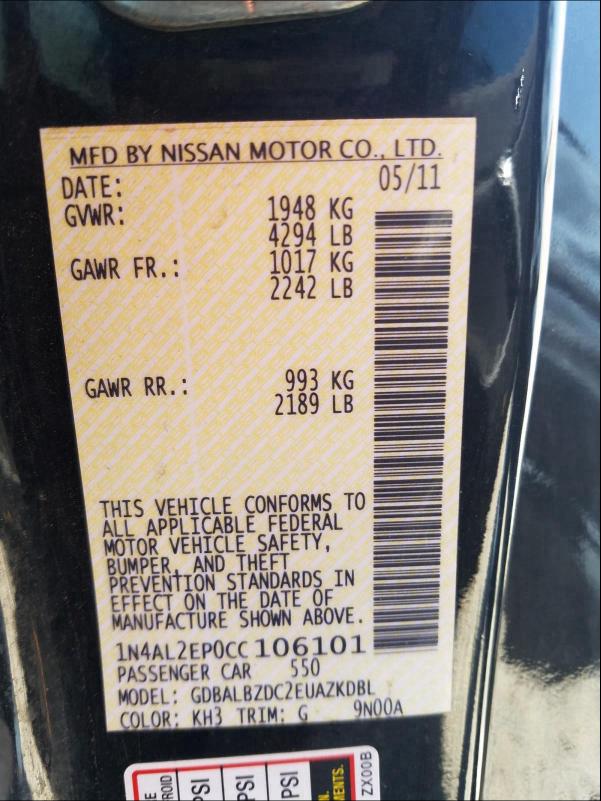 MFD BY NISSAN MOTOR CO., LTD.
DATE: 05/11
GVWR: 1948 KG
4294 LB
GAWR FR.: 1017 KG
2242 LB
GAWR RR.: 993 KG
2189 LB
THIS VEHICLE CONFORMS TO
ALL APPLICABLE FEDERAL
MOTOR VEHICLE SAFETY,
BUMPER, AND THEFT
PREVENTION STANDARDS IN
EFFECT ON THE DATE OF
MANUFACTURE SHOWN ABOVE.
1N4AL2EP0CC106101
PASSENGER CAR 550
MODEL: GDBALBZDC2EUAZKDBL
COLOR: KH3 TRIM: G 9N00A
PSI
PSI
PSI
ZX00B